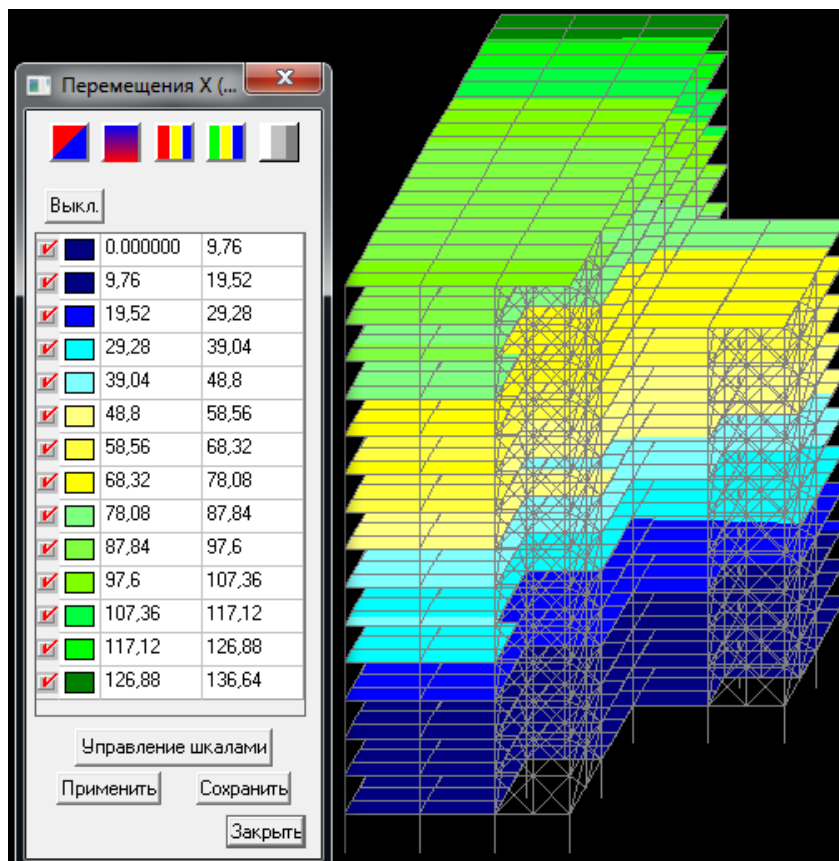 Перемещения X (...
Выкл.
0.000000 9,76
9,76 19,52
19,52 29,28
29,28 39,04
39,04 48,8
48,8 58,56
58,56 68,32
68,32 78,08
78,08 87,84
87,84 97,6
97,6 107,36
107,36 117,12
117,12 126,88
126,88 136,64
Управление шкалами
Применить Сохранить
Закрыть